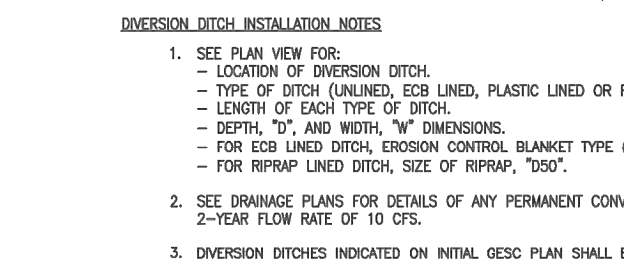 DIVERSION DITCH INSTALLATION NOTES
1. SEE PLAN VIEW FOR:
– LOCATION OF DIVERSION DITCH.
– TYPE OF DITCH (UNLINED, ECB LINED, PLASTIC LINED OR
– LENGTH OF EACH TYPE OF DITCH.
– DEPTH, "D", AND WIDTH, "W" DIMENSIONS.
– FOR ECB LINED DITCH, EROSION CONTROL BLANKET TYPE
– FOR RIPRAP LINED DITCH, SIZE OF RIPRAP, "D50".
2. SEE DRAINAGE PLANS FOR DETAILS OF ANY PERMANENT CONV
2–YEAR FLOW RATE OF 10 CFS.
3. DIVERSION DITCHES INDICATED ON INITIAL GESC PLAN SHALL